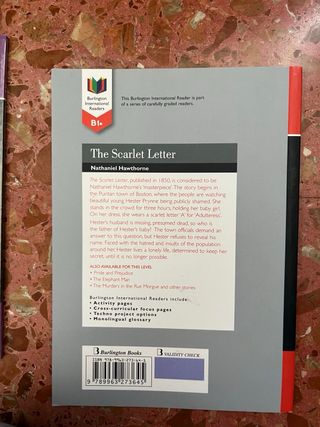 Burlington
International
Readers
B1+
This Burlington International Reader is part
of a series of carefully graded readers.
The Scarlet Letter
Nathaniel Hawthorne
The Scarlet Letter, published in 1850, is considered to be
Nathaniel Hawthorne's 'masterpiece'. The story begins in
the Puritan town of Boston, where the people are watching
beautiful young Hester Prynne being publicly shamed. She
stands in the crowd for three hours, holding her baby girl.
On her dress, she wears a scarlet letter 'A' for 'Adulteress'.
Hester's husband is missing, presumed dead, so who is
the father of Hester's baby? The town officials demand an
answer to this question, but Hester refuses to reveal his
name. Faced with the hatred and insults of the population
around her, Hester lives a lonely life, determined to keep her
secret, until it is no longer possible.
ALSO AVAILABLE FOR THIS LEVEL
• Pride and Prejudice
• The Elephant Man
• The Murders in the Rue Morgue and other stories
Burlington International Readers include:
• Activity pages
• Cross-curricular focus pages
• Techno project options
• Monolingual glossary
Burlington Books
VALIDITY CHECK
ISBN 978-9963-273-64-5
9 789963 273645